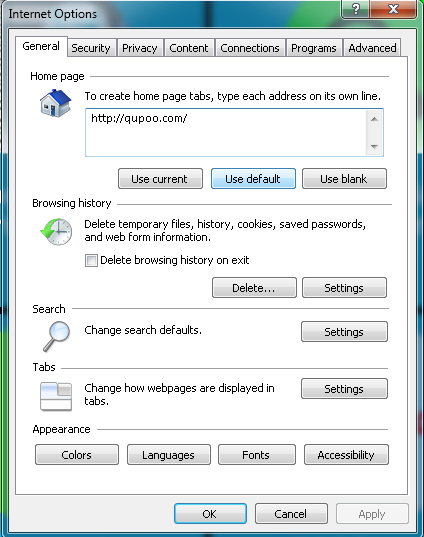 Internet Options
General Security Privacy Content Connections Programs Advanced
Home page
To create home page tabs, type each address on its own line.
http://qupoo.com/
Use current Use default Use blank
Browsing history
Delete temporary files, history, cookies, saved passwords,
and web form information.
Delete browsing history on exit
Delete... Settings
Search
Change search defaults. Settings
Tabs
Change how webpages are displayed in
tabs.
Settings
Appearance
Colors Languages Fonts Accessibility
OK Cancel Apply